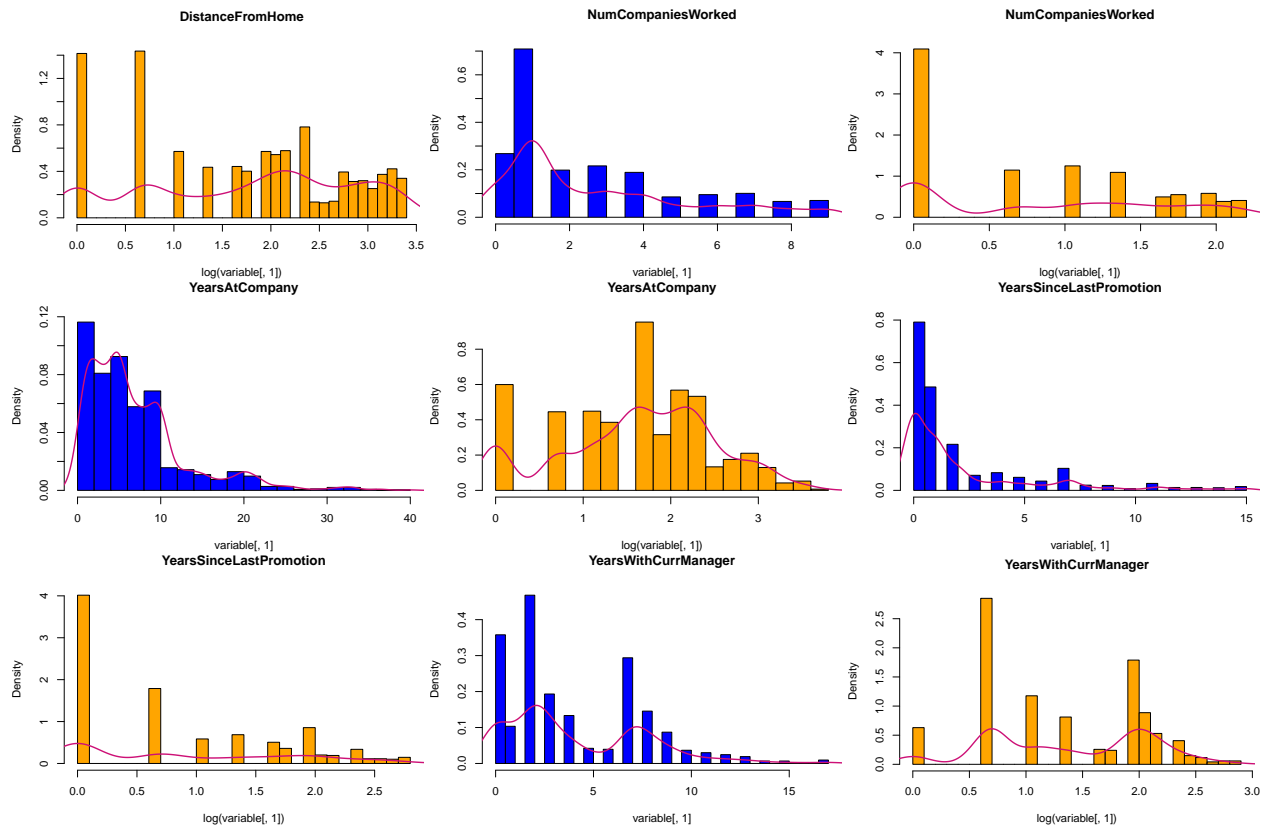 DistanceFromHome
Density
0.0 0.4 0.8 1.2
0.0 0.5 1.0 1.5 2.0 2.5 3.0 3.5
log(variable[, 1])
NumCompaniesWorked
Density
0.0 0.2 0.4 0.6
0 2 4 6 8
variable[, 1]
NumCompaniesWorked
Density
0 1 2 3 4
0.0 0.5 1.0 1.5 2.0
log(variable[, 1])
YearsAtCompany
Density
0.00 0.04 0.08 0.12
0 10 20 30 40
variable[, 1]
YearsAtCompany
Density
0.0 0.2 0.4 0.6 0.8
0 1 2 3
log(variable[, 1])
YearsSinceLastPromotion
Density
0.0 0.2 0.4 0.6 0.8
0 5 10 15
variable[, 1]
YearsSinceLastPromotion
Density
0 1 2 3 4
0.0 0.5 1.0 1.5 2.0 2.5
log(variable[, 1])
YearsWithCurrManager
Density
0.0 0.1 0.2 0.3 0.4
0 5 10 15
variable[, 1]
YearsWithCurrManager
Density
0.0 0.5 1.0 1.5 2.0 2.5
0.0 0.5 1.0 1.5 2.0 2.5 3.0
log(variable[, 1])